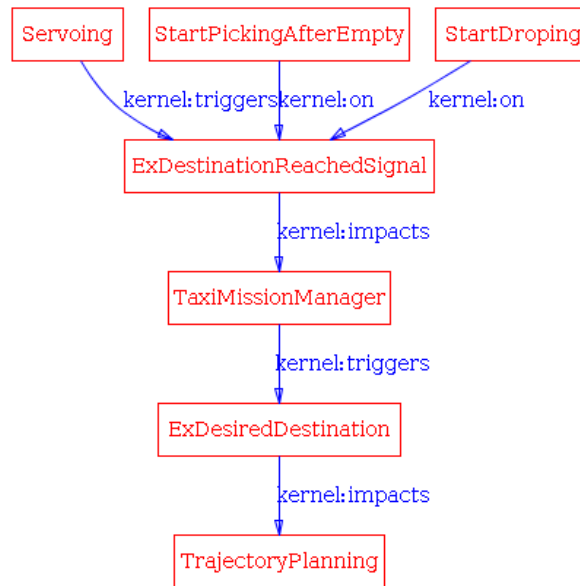 Servoing StartPickingAfterEmpty StartDroping
kernel:triggers kernel:on kernel:on
ExDestinationReachedSignal
kernel:impacts
TaxiMissionManager
kernel:triggers
ExDesiredDestination
kernel:impacts
TrajectoryPlanning